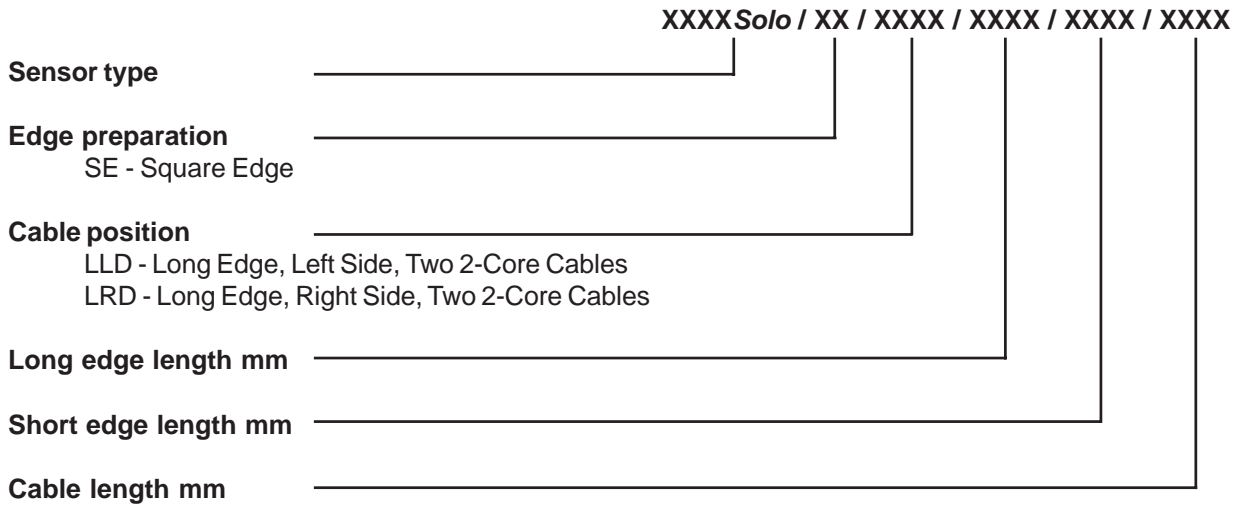 XXXXSolo / XX / XXXX / XXXX / XXXX / XXXX
Sensor type
Edge preparation
SE - Square Edge
Cable position
LLD - Long Edge, Left Side, Two 2-Core Cables
LRD - Long Edge, Right Side, Two 2-Core Cables
Long edge length mm
Short edge length mm
Cable length mm